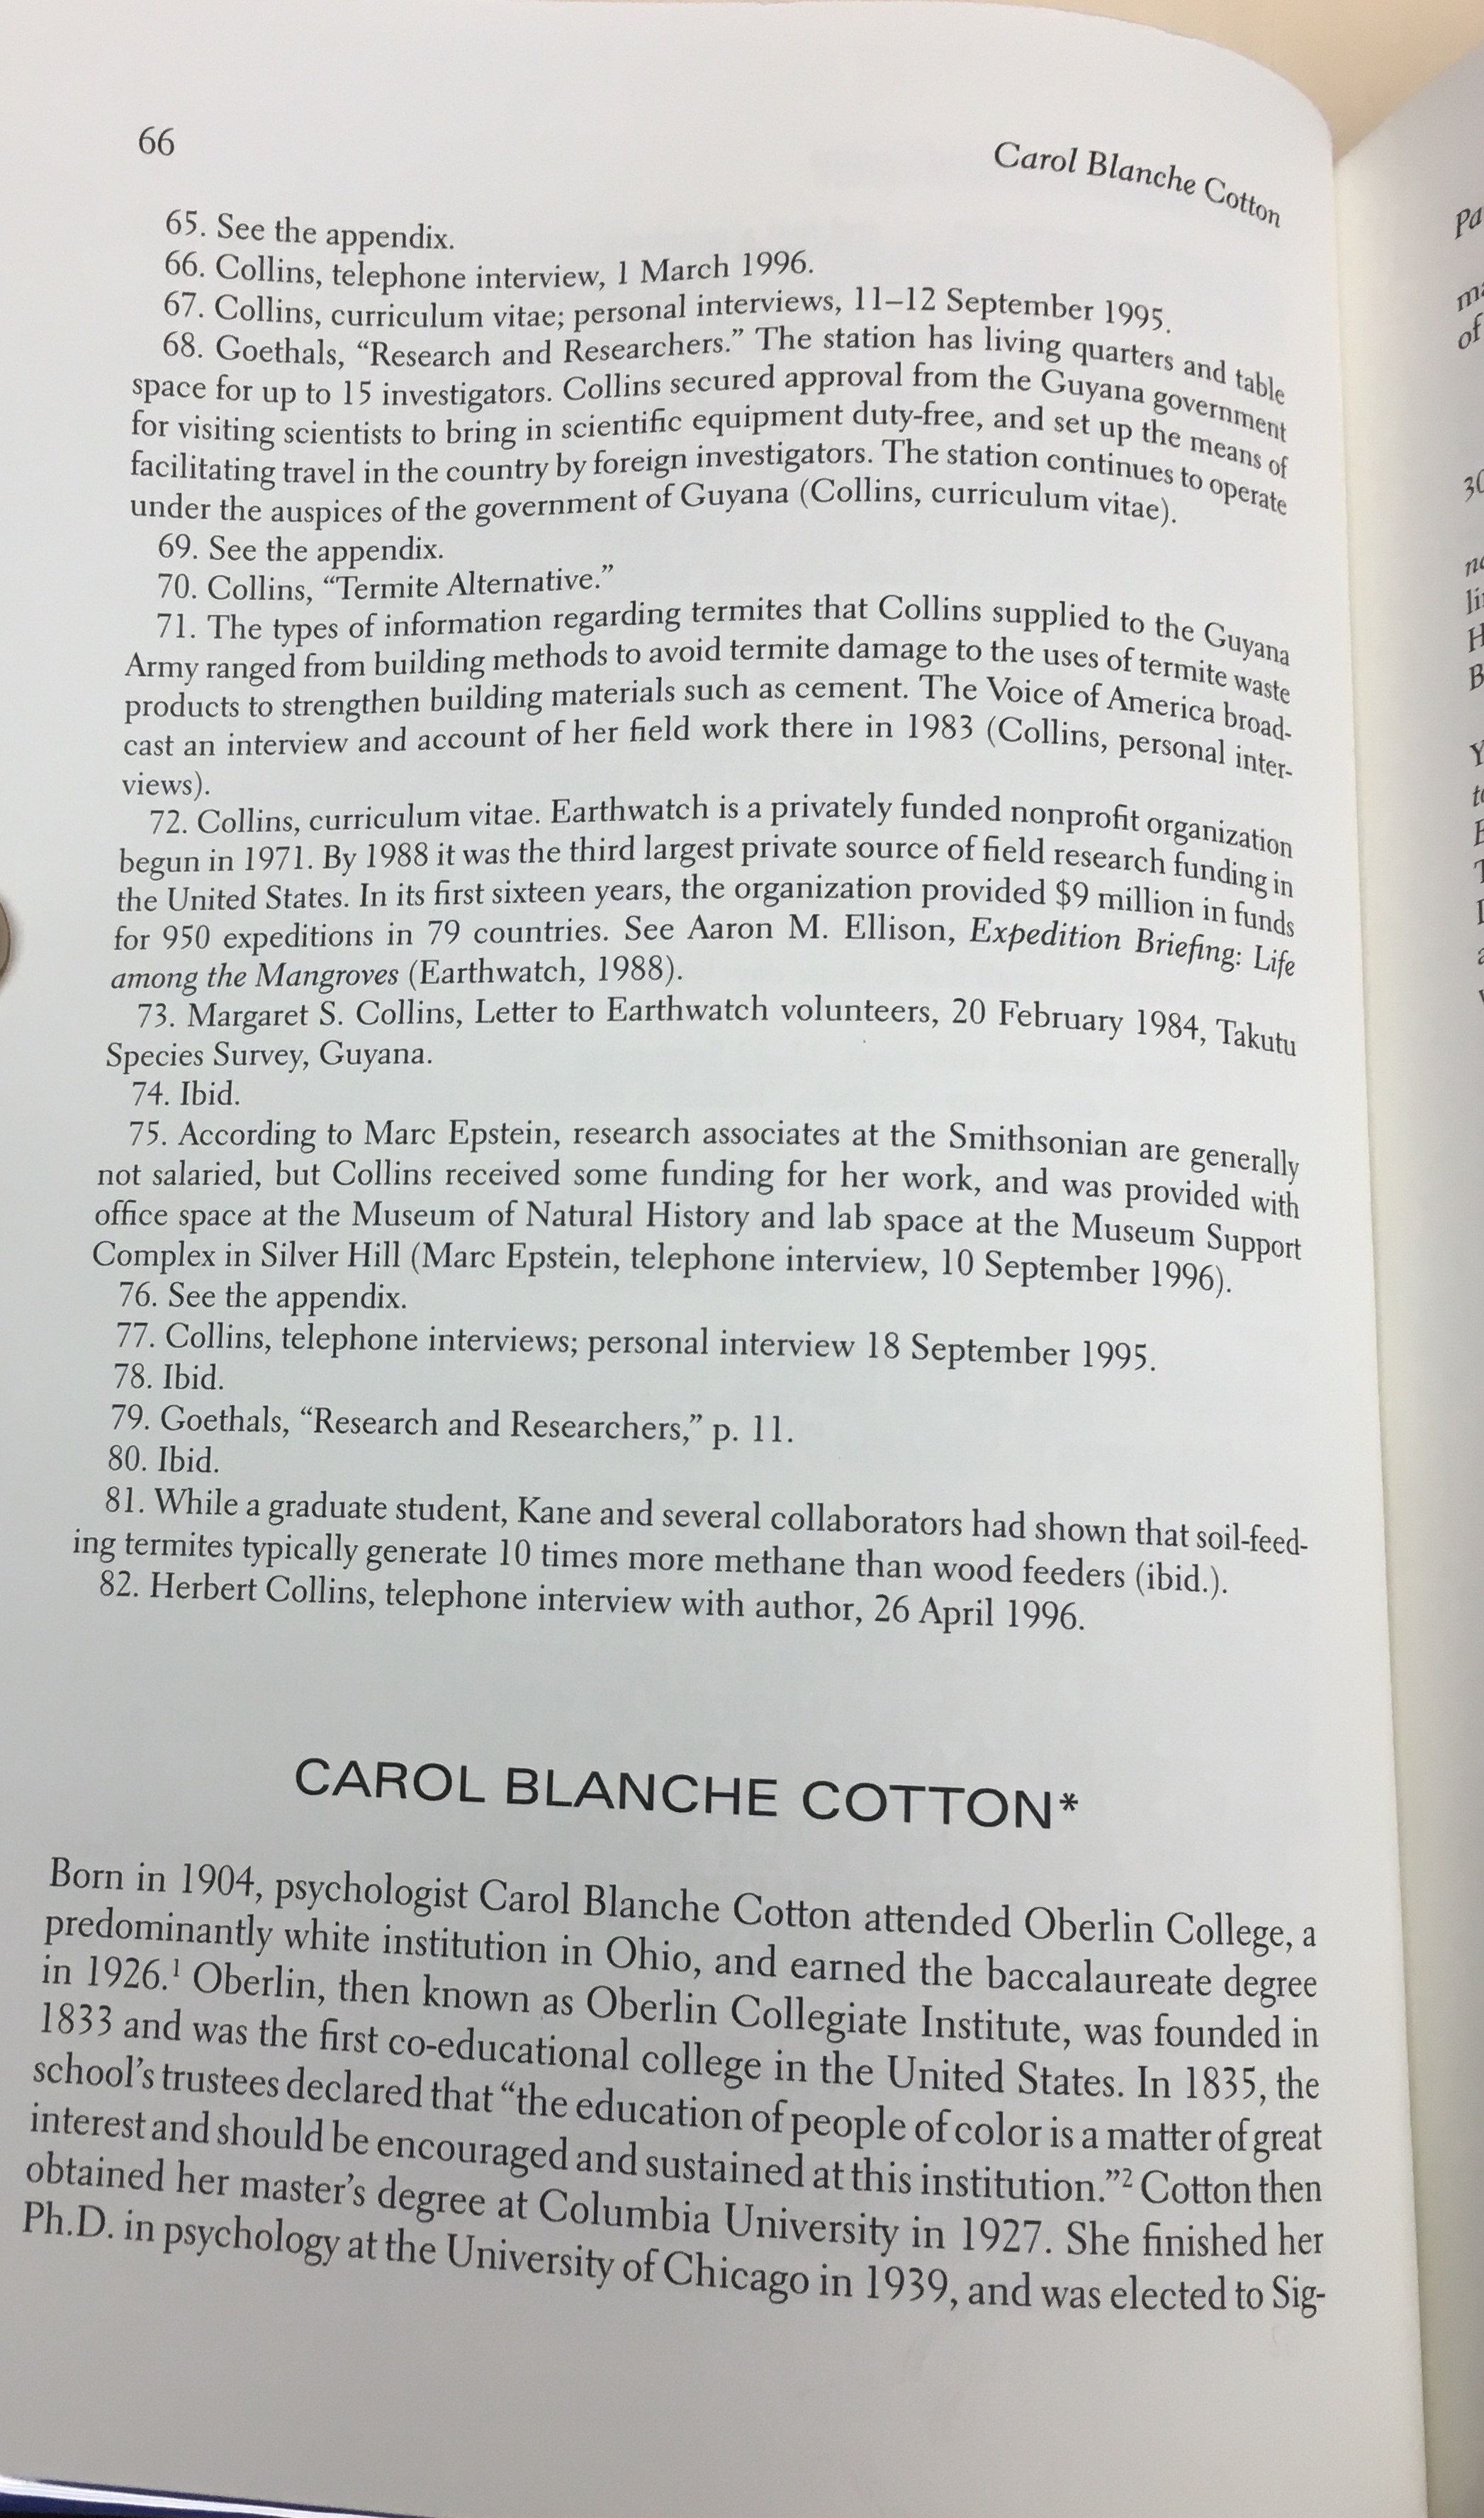 66
Carol Blanche Cotton
65. See the appendix.
66. Collins, telephone interview, 1 March 1996.
67. Collins, curriculum vitae; personal interviews, 11–12 September 1995.
68. Goethals, “Research and Researchers.” The station has living quarters and table
space for up to 15 investigators. Collins secured approval from the Guyana government
for visiting scientists to bring in scientific equipment duty-free, and set up the means of
facilitating travel in the country by foreign investigators. The station continues to operate
under the auspices of the government of Guyana (Collins, curriculum vitae).
69. See the appendix.
70. Collins, “Termite Alternative.”
71. The types of information regarding termites that Collins supplied to the Guyana
Army ranged from building methods to avoid termite damage to the uses of termite waste
products to strengthen building materials such as cement. The Voice of America broad-
cast an interview and account of her field work there in 1983 (Collins, personal inter-
views).
72. Collins, curriculum vitae. Earthwatch is a privately funded nonprofit organization
begun in 1971. By 1988 it was the third largest private source of field research funding in
the United States. In its first sixteen years, the organization provided $9 million in funds
for 950 expeditions in 79 countries. See Aaron M. Ellison, Expedition Briefing: Life
among the Mangroves (Earthwatch, 1988).
73. Margaret S. Collins, Letter to Earthwatch volunteers, 20 February 1984, Takutu
Species Survey, Guyana.
74. Ibid.
75. According to Marc Epstein, research associates at the Smithsonian are generally
not salaried, but Collins received some funding for her work, and was provided with
office space at the Museum of Natural History and lab space at the Museum Support
Complex in Silver Hill (Marc Epstein, telephone interview, 10 September 1996).
76. See the appendix.
77. Collins, telephone interviews; personal interview 18 September 1995.
78. Ibid.
79. Goethals, “Research and Researchers,” p. 11.
80. Ibid.
81. While a graduate student, Kane and several collaborators had shown that soil-feed-
ing termites typically generate 10 times more methane than wood feeders (ibid.).
82. Herbert Collins, telephone interview with author, 26 April 1996.
CAROL BLANCHE COTTON*
Born in 1904, psychologist Carol Blanche Cotton attended Oberlin College, a
predominantly white institution in Ohio, and earned the baccalaureate degree
in 1926.¹ Oberlin, then known as Oberlin Collegiate Institute, was founded in
1833 and was the first co-educational college in the United States. In 1835, the
school’s trustees declared that “the education of people of color is a matter of great
interest and should be encouraged and sustained at this institution.”² Cotton then
obtained her master’s degree at Columbia University in 1927. She finished her
Ph.D. in psychology at the University of Chicago in 1939, and was elected to Sig-